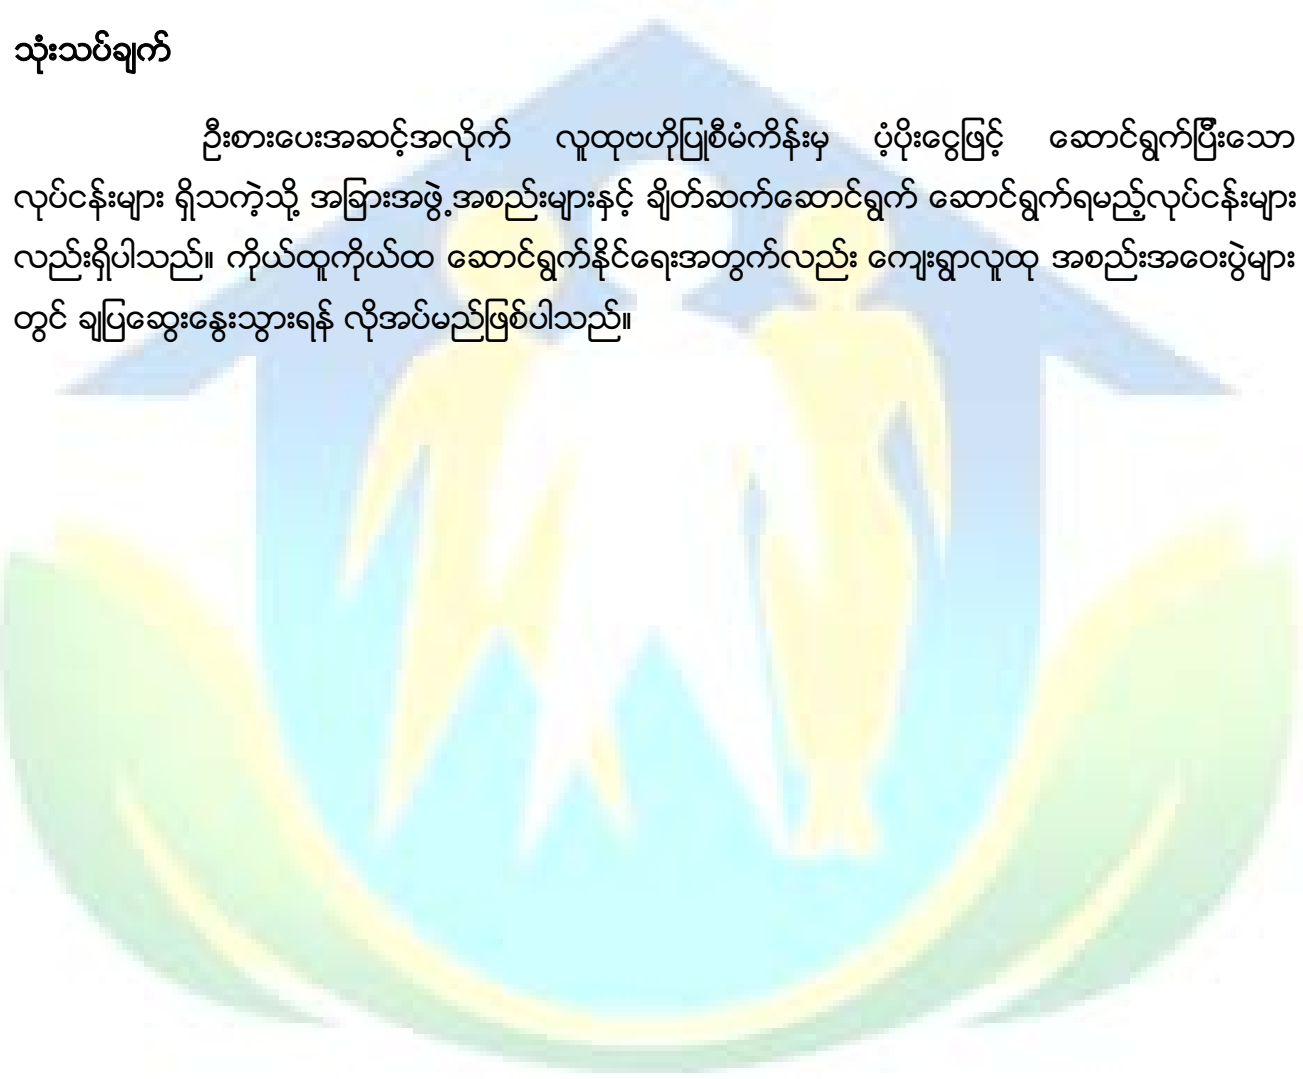 သုံးသပ်ချက်
ဦးစားပေးအဆင့်အလိုက် လူထုဗဟိုပြုစီမံကိန်းမှ ပံ့ပိုးငွေဖြင့် ဆောင်ရွက်ပြီးသော
လုပ်ငန်းများ ရှိသကဲ့သို့ အခြားအဖွဲ့အစည်းများနှင့် ချိတ်ဆက်ဆောင်ရွက် ဆောင်ရွက်ရမည့်လုပ်ငန်းများ
လည်းရှိပါသည်။ ကိုယ်ထူကိုယ်ထ ဆောင်ရွက်နိုင်ရေးအတွက်လည်း ကျေးရွာလူထု အစည်းအဝေးပွဲများ
တွင် ချပြဆွေးနွေးသွားရန် လိုအပ်မည်ဖြစ်ပါသည်။